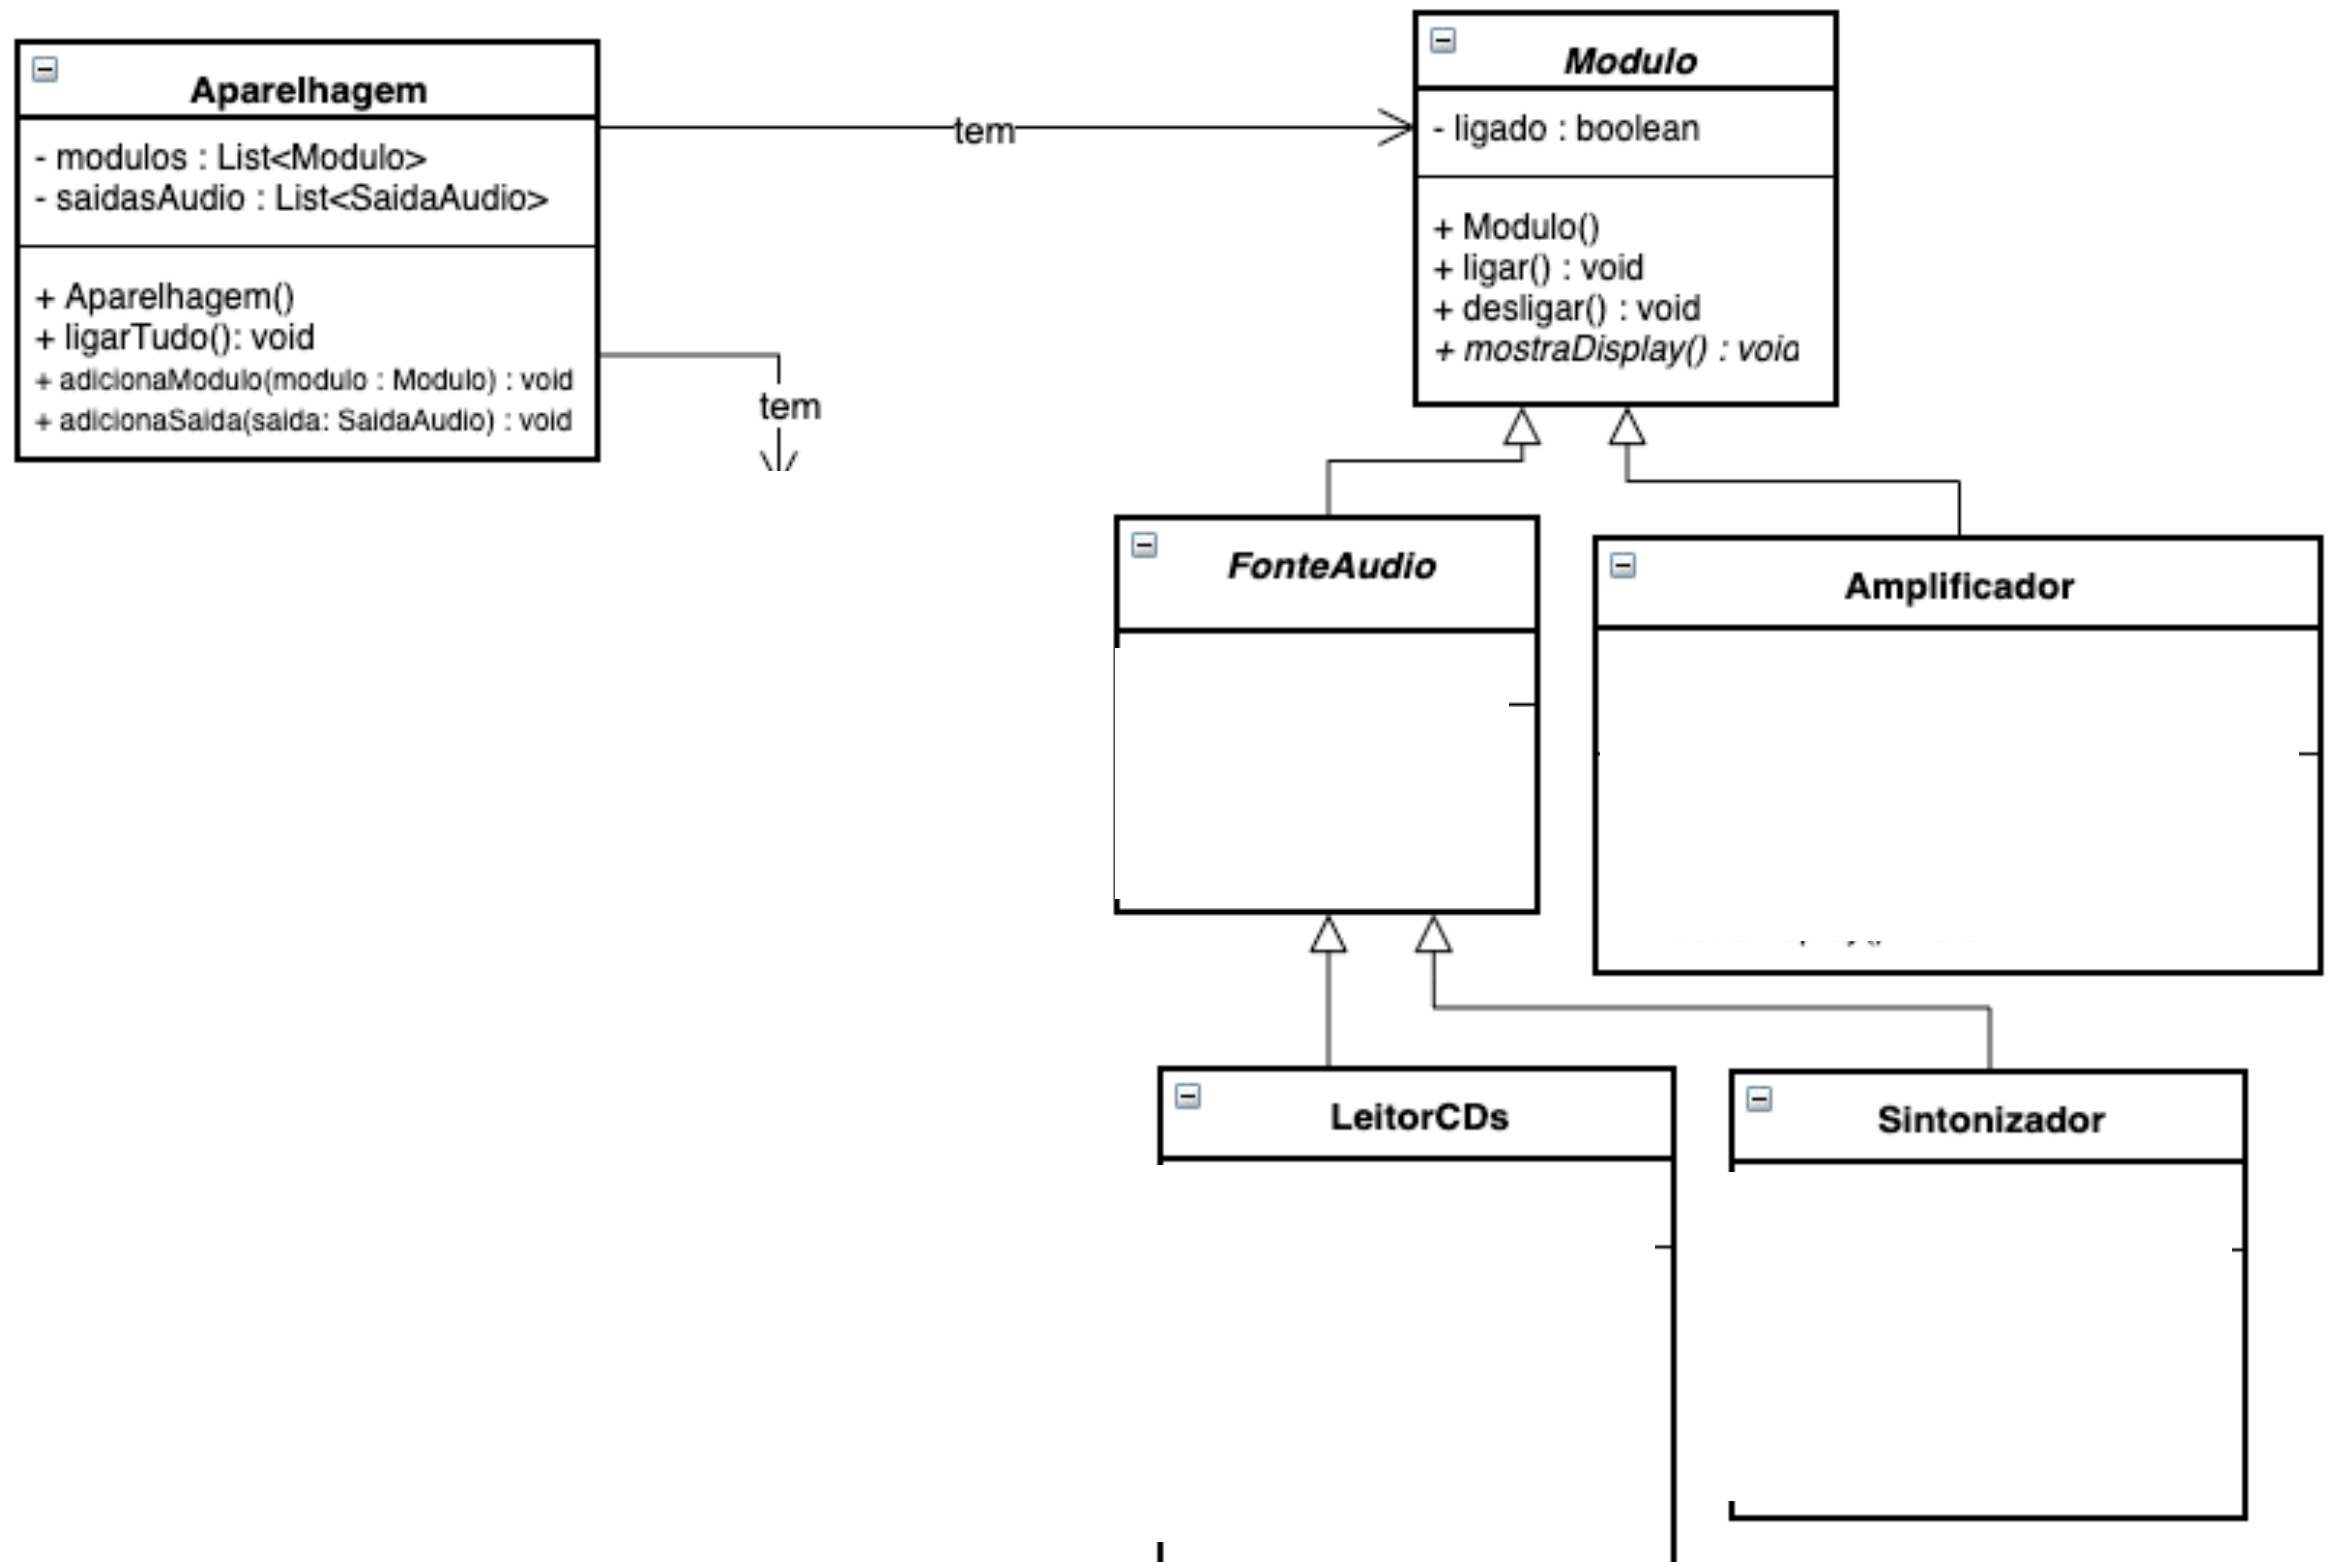 Aparelhagem
- modulos : List<Modulo>
- saidasAudio : List<SaidaAudio>
+ Aparelhagem()
+ ligarTudo(): void
+ adicionaModulo(modulo : Modulo) : void
+ adicionaSaida(saida: SaidaAudio) : void
tem
tem
Modulo
- ligado : boolean
+ Modulo()
+ ligar() : void
+ desligar() : void
+ mostraDisplay() : void
FonteAudio
Amplificador
LeitorCDs
Sintonizador